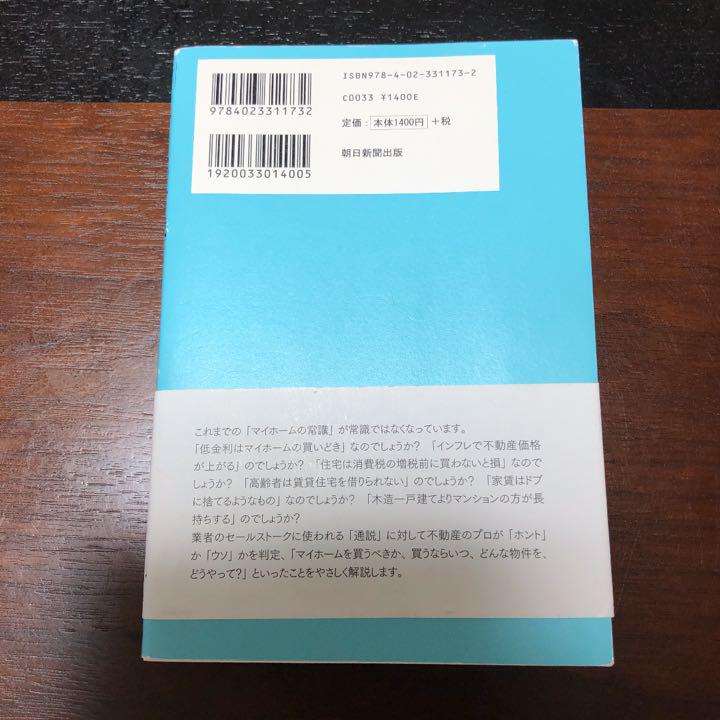 ISBN978-4-02-331173-2
9784023311732
C0033 ¥1400E
定価：本体1400円＋税
1920033014005
朝日新聞出版
これまでの「マイホームの常識」が常識ではなくなっています。
「低金利はマイホームの買いどき」なのでしょうか？ 「インフレで不動産価格
が上がる」のでしょうか？ 「住宅は消費税の増税前に買わないと損」なので
しょうか？ 「高齢者は賃貸住宅を借りられない」のでしょうか？ 「家賃はドブ
に捨てるようなもの」なのでしょうか？ 「木造一戸建てよりマンションの方が長
持ちする」のでしょうか？
業者のセールストークに使われる「通説」に対して不動産のプロが「ホント」
か「ウソ」かを判定、「マイホームを買うべきか、買うならいつ、どんな物件を、
どうやって？」といったことをやさしく解説します。